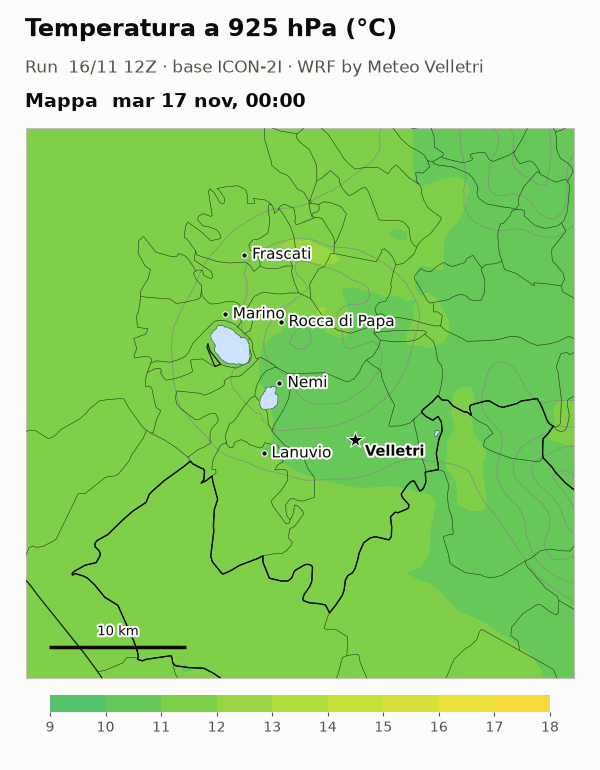 Temperatura a 925 hPa (°C)
Run  16/11 12Z · base ICON-2I · WRF by Meteo Velletri
Mappa  mar 17 nov, 00:00
Frascati
Marino
Rocca di Papa
Nemi
Velletri
Lanuvio
10 km
9 10 11 12 13 14 15 16 17 18